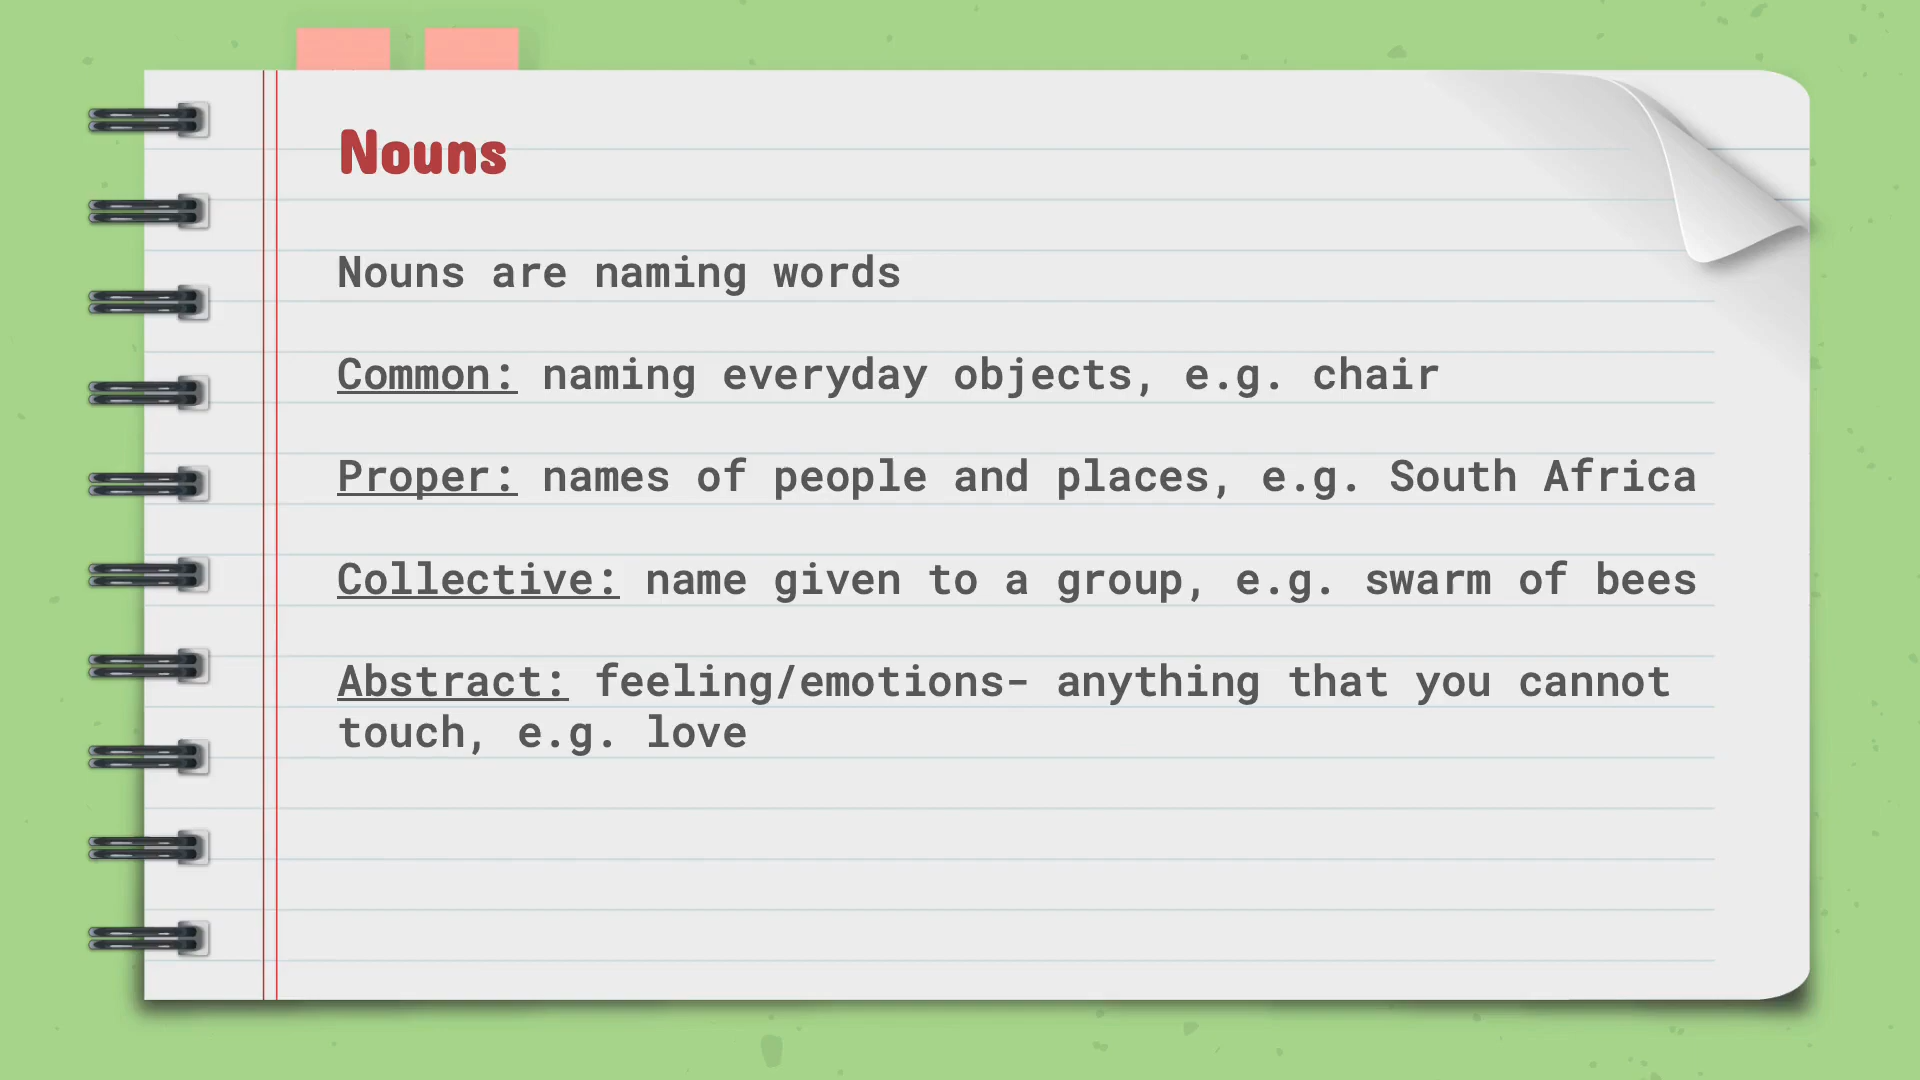 Nouns
Nouns are naming words
Common: naming everyday objects, e.g. chair
Proper: names of people and places, e.g. South Africa
Collective: name given to a group, e.g. swarm of bees
Abstract: feeling/emotions- anything that you cannot
touch, e.g. love